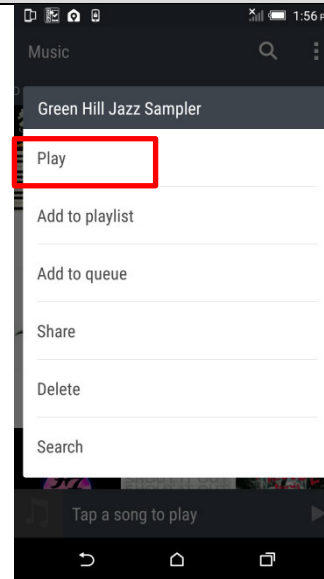 1:56
Music
Green Hill Jazz Sampler
Play
Add to playlist
Add to queue
Share
Delete
Search
Tap a song to play